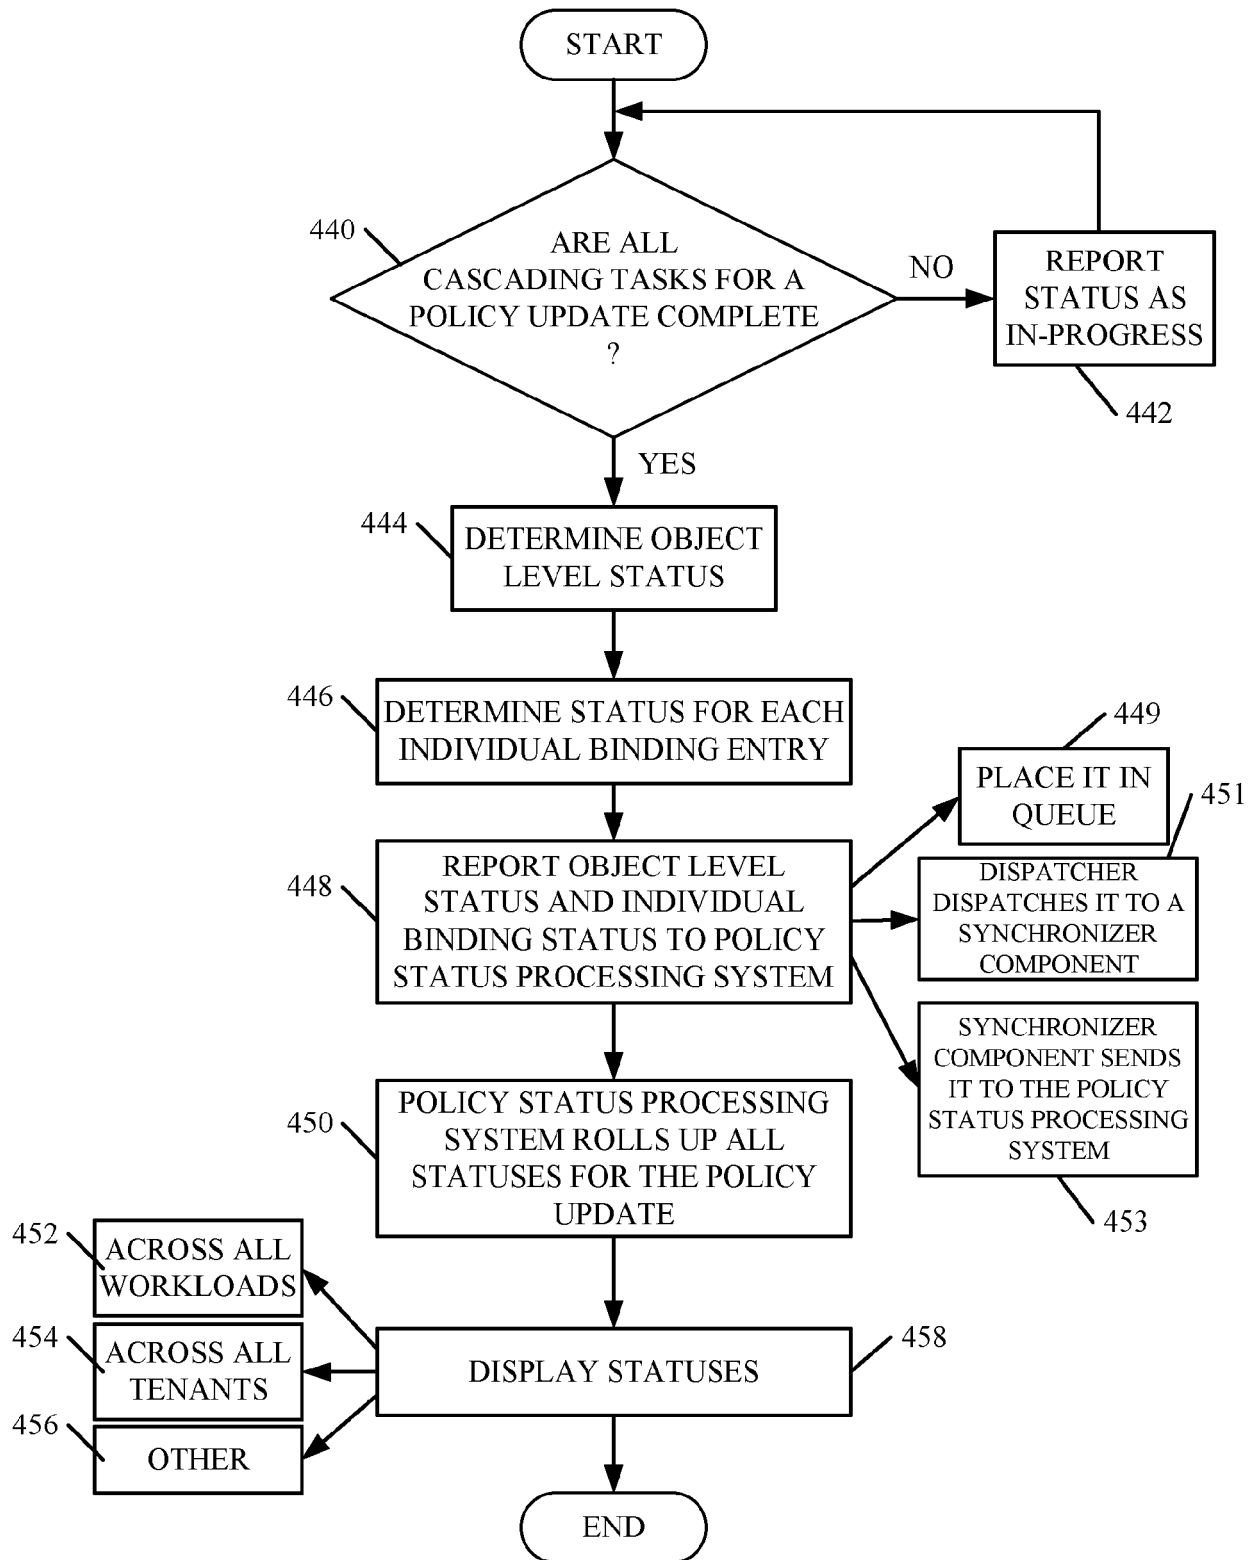 START
440
ARE ALL
CASCADING TASKS FOR A
POLICY UPDATE COMPLETE
?
NO
REPORT
STATUS AS
IN-PROGRESS
442
YES
444
DETERMINE OBJECT
LEVEL STATUS
446
DETERMINE STATUS FOR EACH
INDIVIDUAL BINDING ENTRY
449
PLACE IT IN
QUEUE
451
448
REPORT OBJECT LEVEL
STATUS AND INDIVIDUAL
BINDING STATUS TO POLICY
STATUS PROCESSING SYSTEM
DISPATCHER
DISPATCHES IT TO A
SYNCHRONIZER
COMPONENT
SYNCHRONIZER
COMPONENT SENDS
IT TO THE POLICY
STATUS PROCESSING
SYSTEM
453
450
POLICY STATUS PROCESSING
SYSTEM ROLLS UP ALL
STATUSES FOR THE POLICY
UPDATE
452
ACROSS ALL
WORKLOADS
454
ACROSS ALL
TENANTS
456
OTHER
DISPLAY STATUSES
458
END